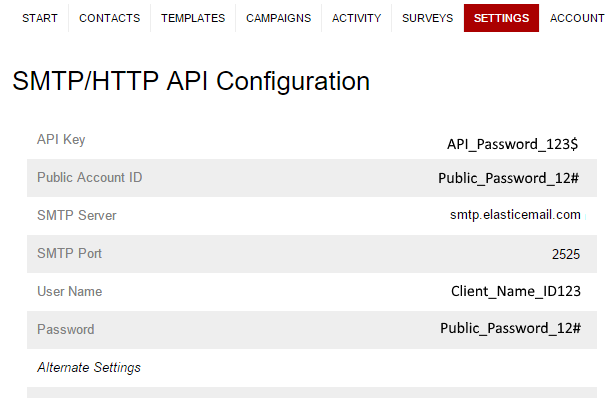 START CONTACTS TEMPLATES CAMPAIGNS ACTIVITY SURVEYS SETTINGS ACCOUNT
SMTP/HTTP API Configuration
API Key API_Password_123$
Public Account ID Public_Password_12#
SMTP Server smtp.elasticemail.com
SMTP Port 2525
User Name Client_Name_ID123
Password Public_Password_12#
Alternate Settings